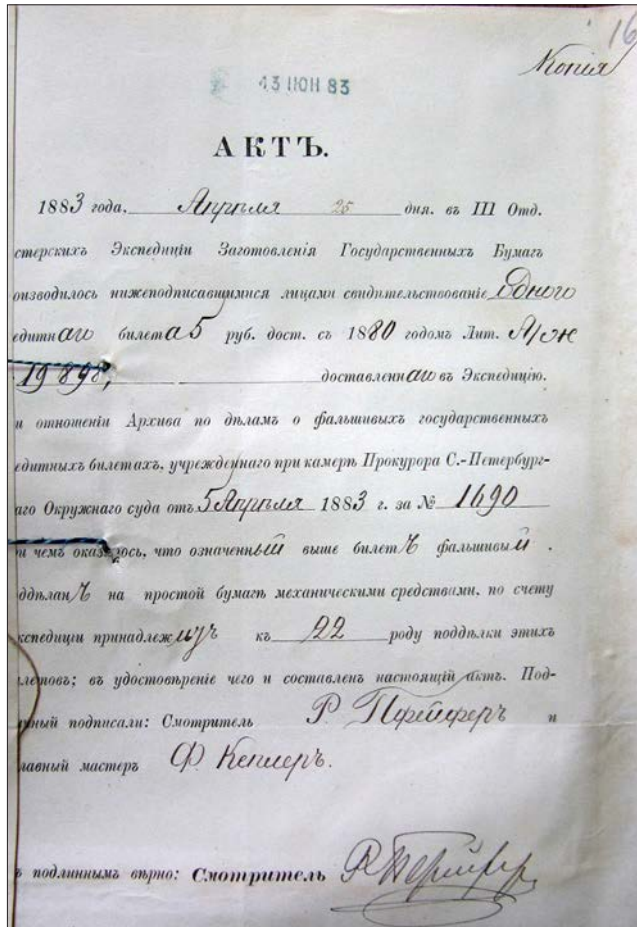 16
Копія
13 ІЮН 83
АКТЪ.
1883 года, Апрѣля 25 дня. въ III Отд.
стерскихъ Экспедиціи Заготовленія Государственныхъ Бумагъ
оизводилось нижеподписавшимися лицами свидѣтельствованіе Одного
едитнаго билета 5 руб. дост. съ 1880 годомъ Лит. А/ж
19898, доставленнаго въ Экспедицію.
и отношеніи Архива по дѣламъ о фальшивыхъ государственныхъ
едитныхъ билетахъ, учрежденнаго при камерѣ Прокурора С.-Петербург-
аго Окружнаго суда отъ 5 Апрѣля 1883 г. за № 1690
и чемъ оказалось, что означенный выше билетъ фальшивый.
оддѣланъ на простой бумагѣ механическими средствами, по счету
кспедиціи принадлежитъ къ 22 роду поддѣлки этихъ
илетовъ; въ удостовѣреніе чего и составленъ настоящій актъ. Под-
инный подписали: Смотритель Р. Пфейферъ и
лавный мастеръ Ф. Кеплеръ.
ъ подлиннымъ вѣрно: Смотритель